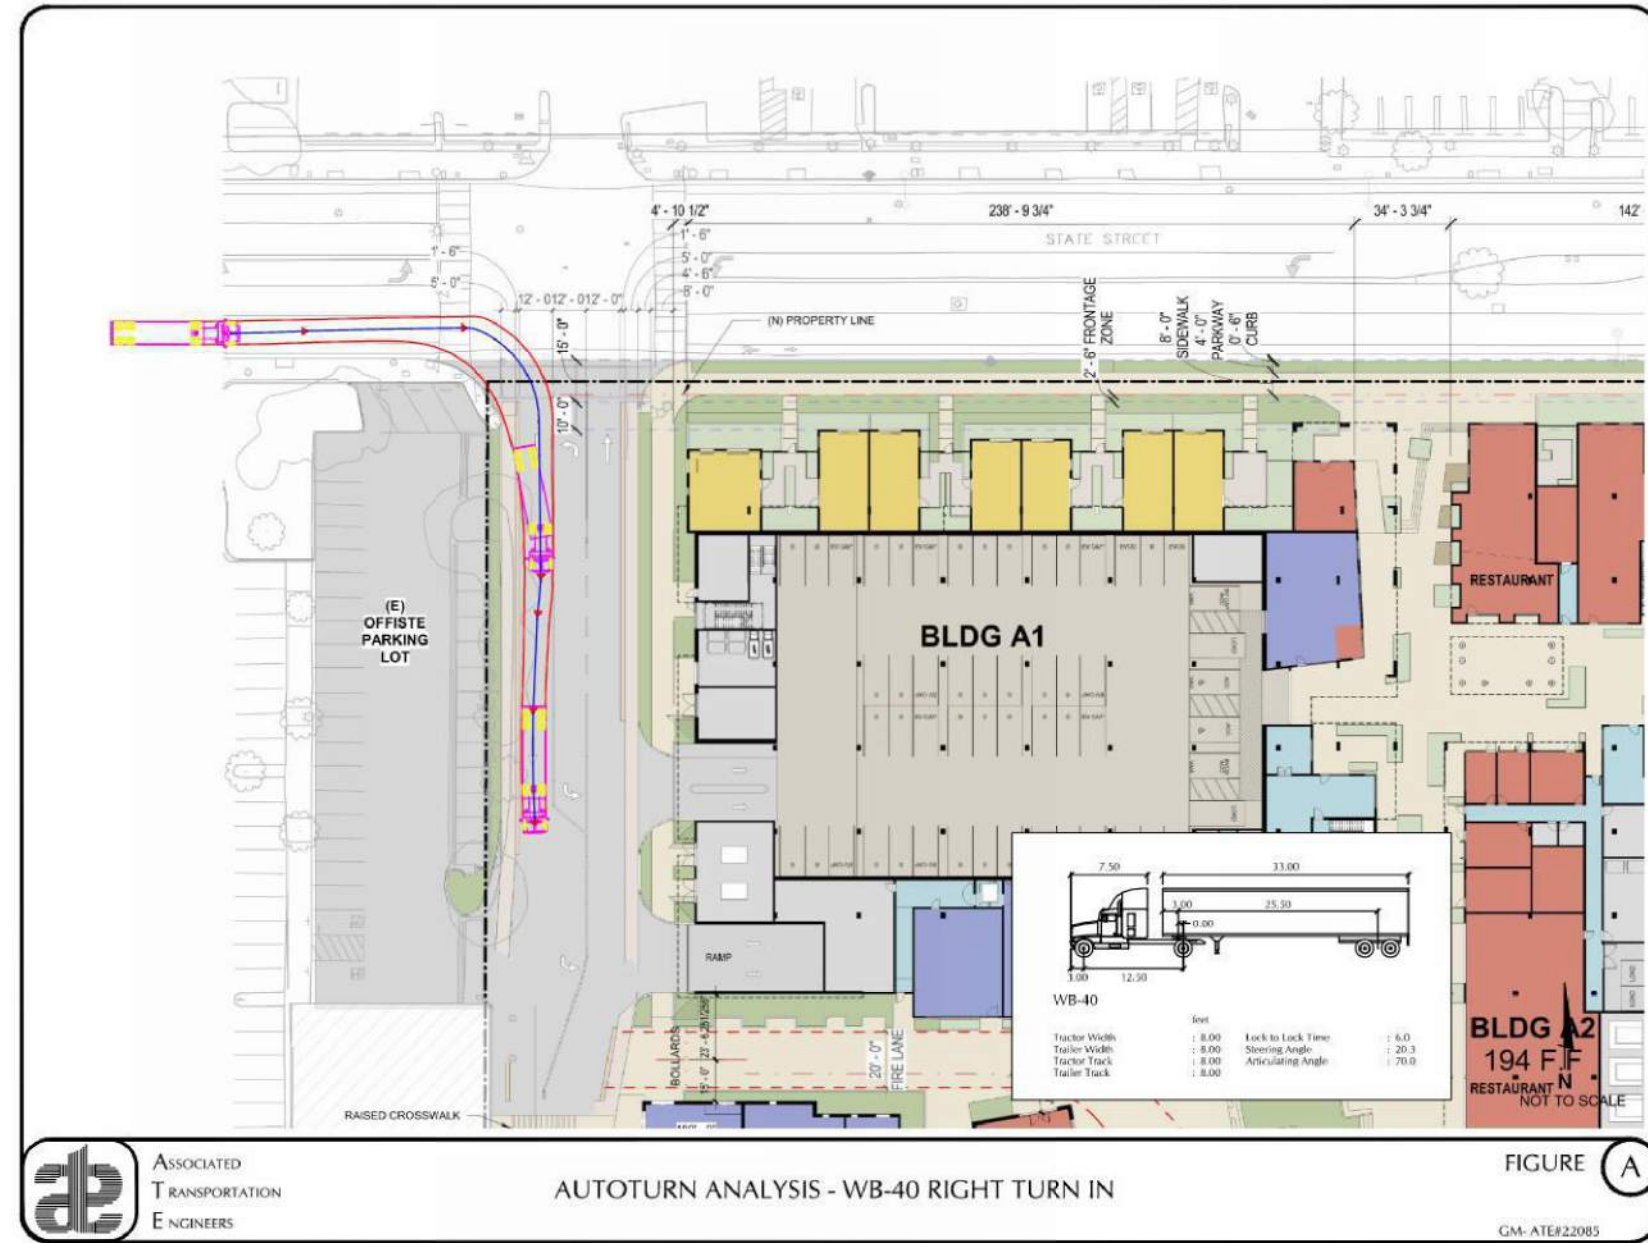 4' - 10 1/2"
238' - 9 3/4"
34' - 3 3/4"
142'
STATE STREET
1' - 6"
5' - 0"
1' - 6"
5' - 0"
4' - 6"
8' - 0"
12' - 0"12' - 0"12' - 0"
15' - 0"
10' - 0"
(N) PROPERTY LINE
2' - 6" FRONTAGE
ZONE
8' - 0"
SIDEWALK
4' - 0"
PARKWAY
0' - 6"
CURB
(E)
OFFISTE
PARKING
LOT
BLDG A1
RESTAURANT
RAMP
BOLLARDS
15' - 0"
20' - 0"
FIRE LANE
RAISED CROSSWALK
7.50
33.00
3.00
25.50
0.00
3.00
12.50
WB-40
feet
Tractor Width : 8.00 Lock to Lock Time : 6.0
Trailer Width : 8.00 Steering Angle : 20.3
Tractor Track : 8.00 Articulating Angle : 70.0
Trailer Track : 8.00
BLDG A2
194 F.F
RESTAURANT
N
NOT TO SCALE
ASSOCIATED
TRANSPORTATION
ENGINEERS
AUTOTURN ANALYSIS - WB-40 RIGHT TURN IN
FIGURE A
GM- ATE#22085